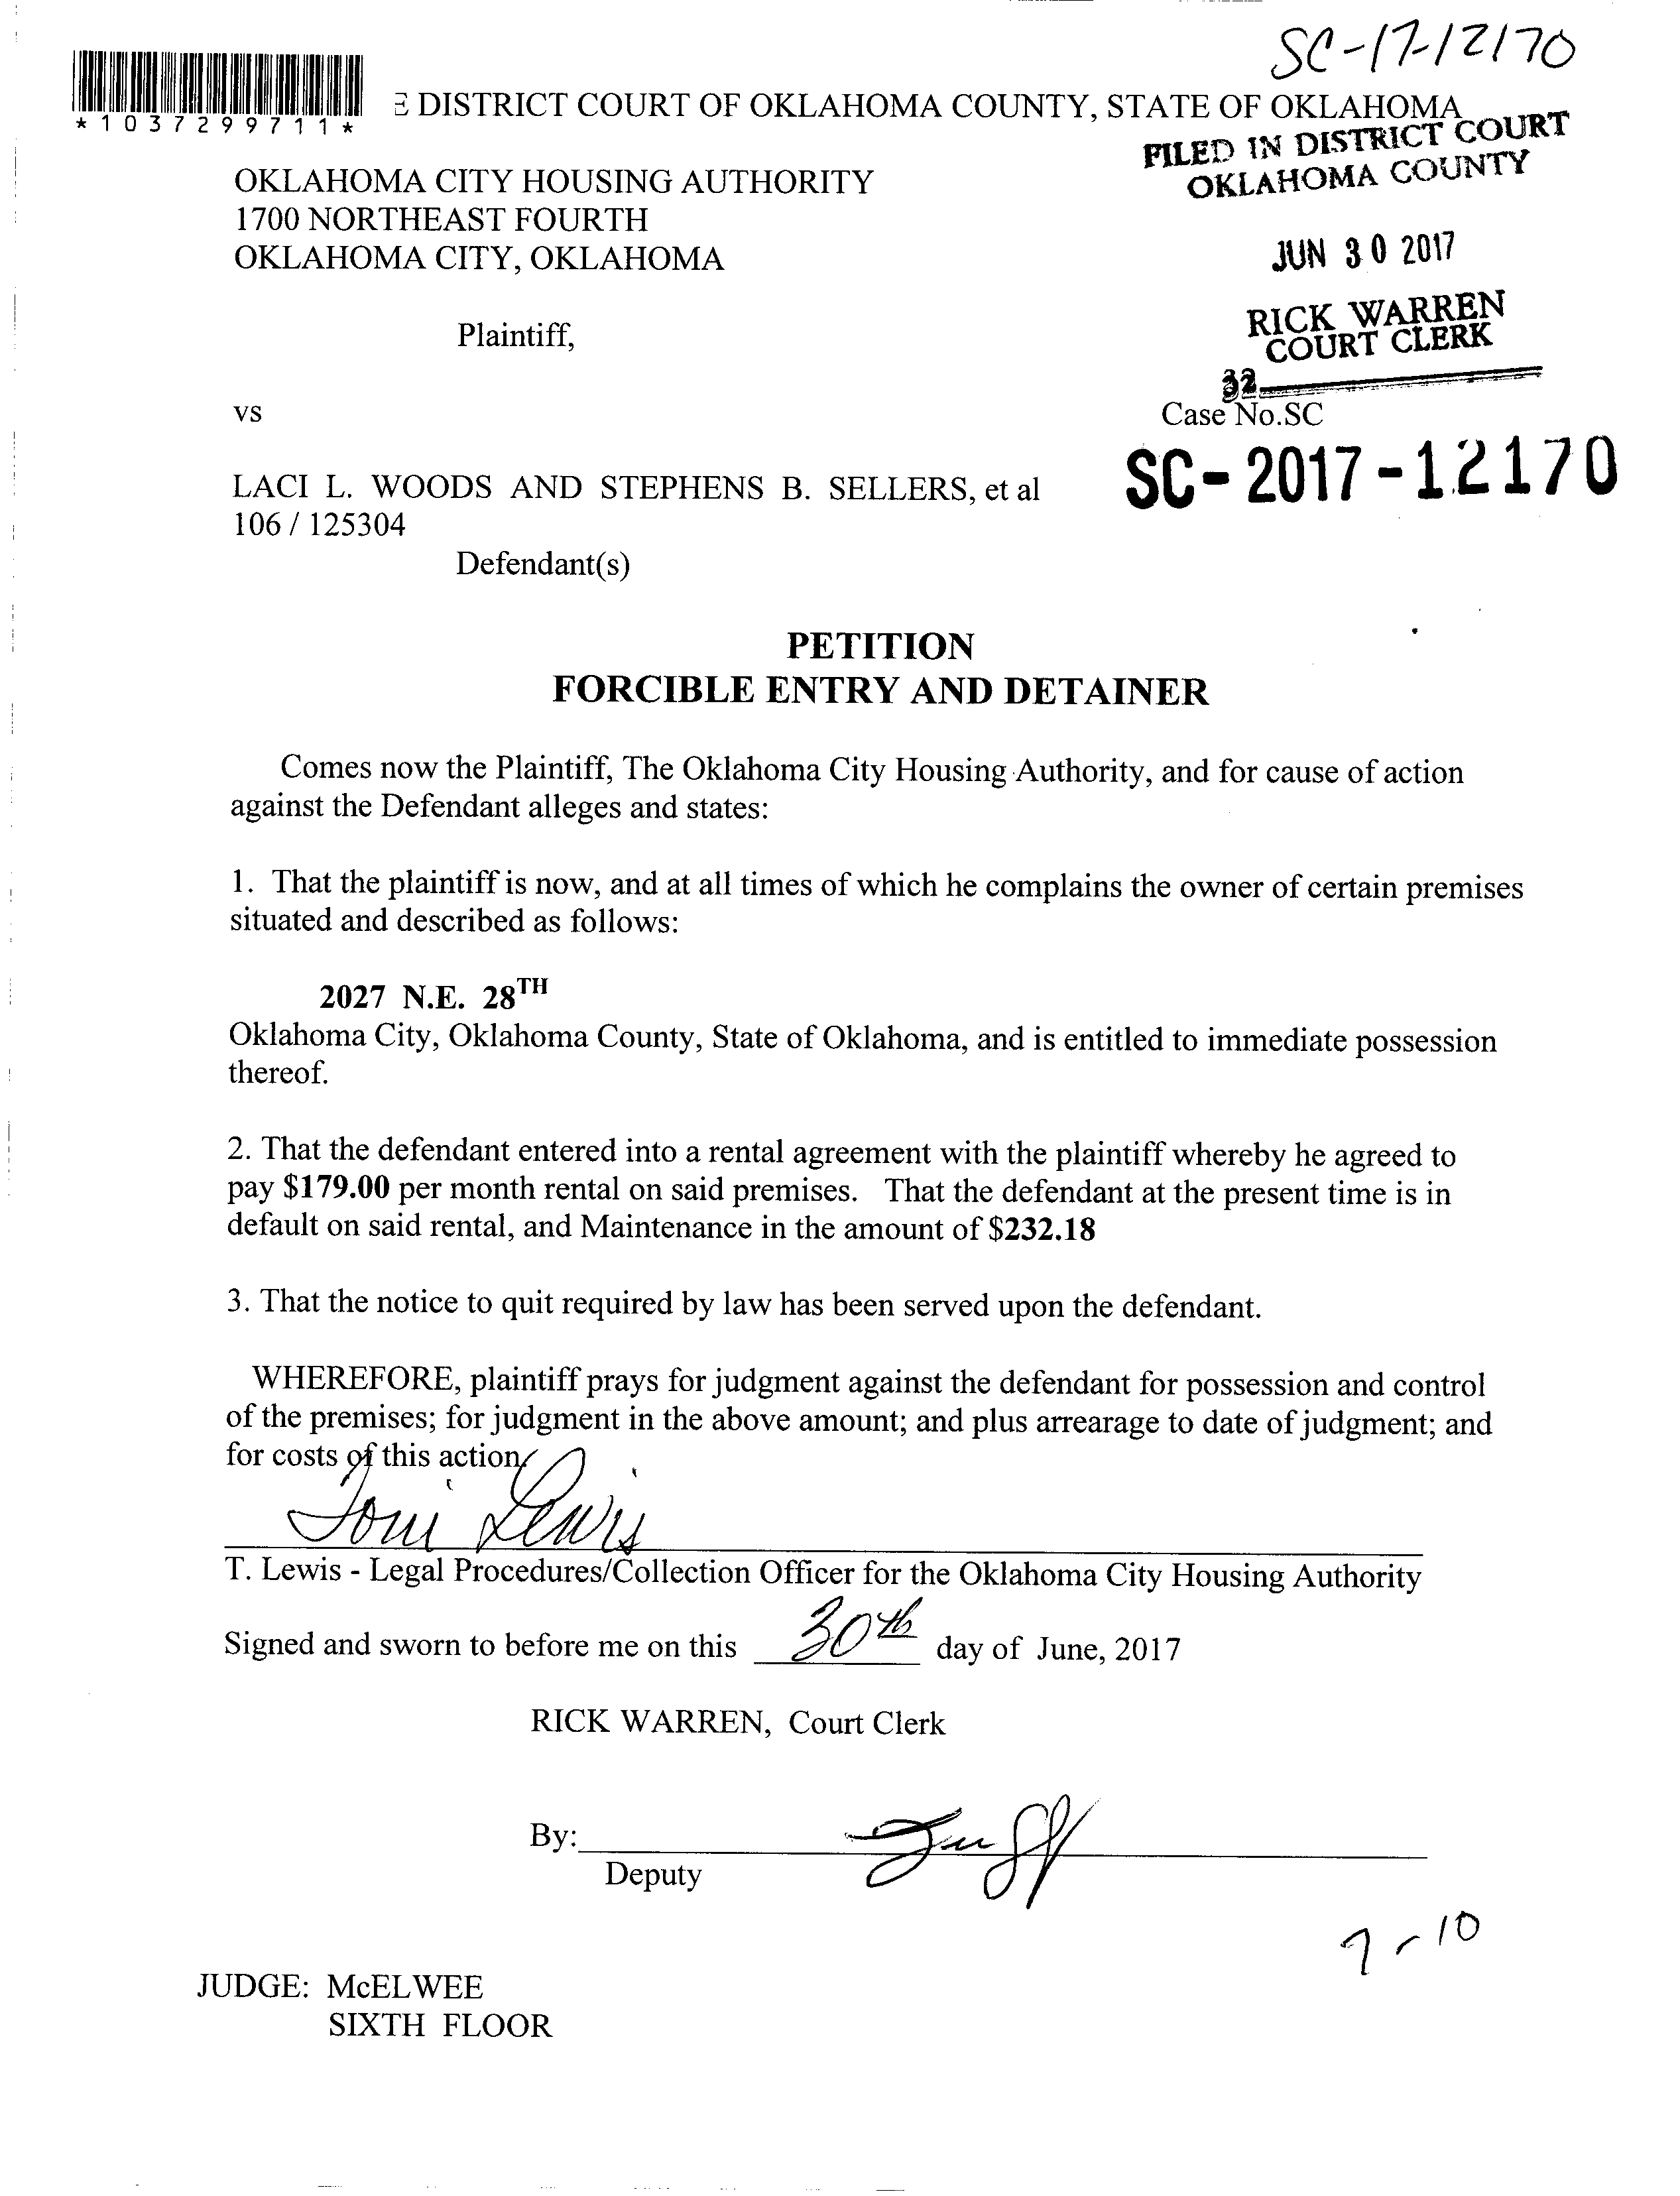 SC-17-12170
*1037299711*
E DISTRICT COURT OF OKLAHOMA COUNTY, STATE OF OKLAHOMA
FILED IN DISTRICT COURT
OKLAHOMA COUNTY
OKLAHOMA CITY HOUSING AUTHORITY
1700 NORTHEAST FOURTH
OKLAHOMA CITY, OKLAHOMA
JUN 30 2017
RICK WARREN
COURT CLERK
Plaintiff,
32
vs
Case No.SC
SC-2017-12170
LACI L. WOODS AND STEPHENS B. SELLERS, et al
106 / 125304
Defendant(s)
PETITION
FORCIBLE ENTRY AND DETAINER
Comes now the Plaintiff, The Oklahoma City Housing Authority, and for cause of action
against the Defendant alleges and states:
1. That the plaintiff is now, and at all times of which he complains the owner of certain premises
situated and described as follows:
2027 N.E. 28TH
Oklahoma City, Oklahoma County, State of Oklahoma, and is entitled to immediate possession
thereof.
2. That the defendant entered into a rental agreement with the plaintiff whereby he agreed to
pay $179.00 per month rental on said premises. That the defendant at the present time is in
default on said rental, and Maintenance in the amount of $232.18
3. That the notice to quit required by law has been served upon the defendant.
WHEREFORE, plaintiff prays for judgment against the defendant for possession and control
of the premises; for judgment in the above amount; and plus arrearage to date of judgment; and
for costs of this action
Toni Lewis
T. Lewis - Legal Procedures/Collection Officer for the Oklahoma City Housing Authority
Signed and sworn to before me on this 30th day of June, 2017
RICK WARREN, Court Clerk
By:
Deputy
7-10
JUDGE: McELWEE
SIXTH FLOOR